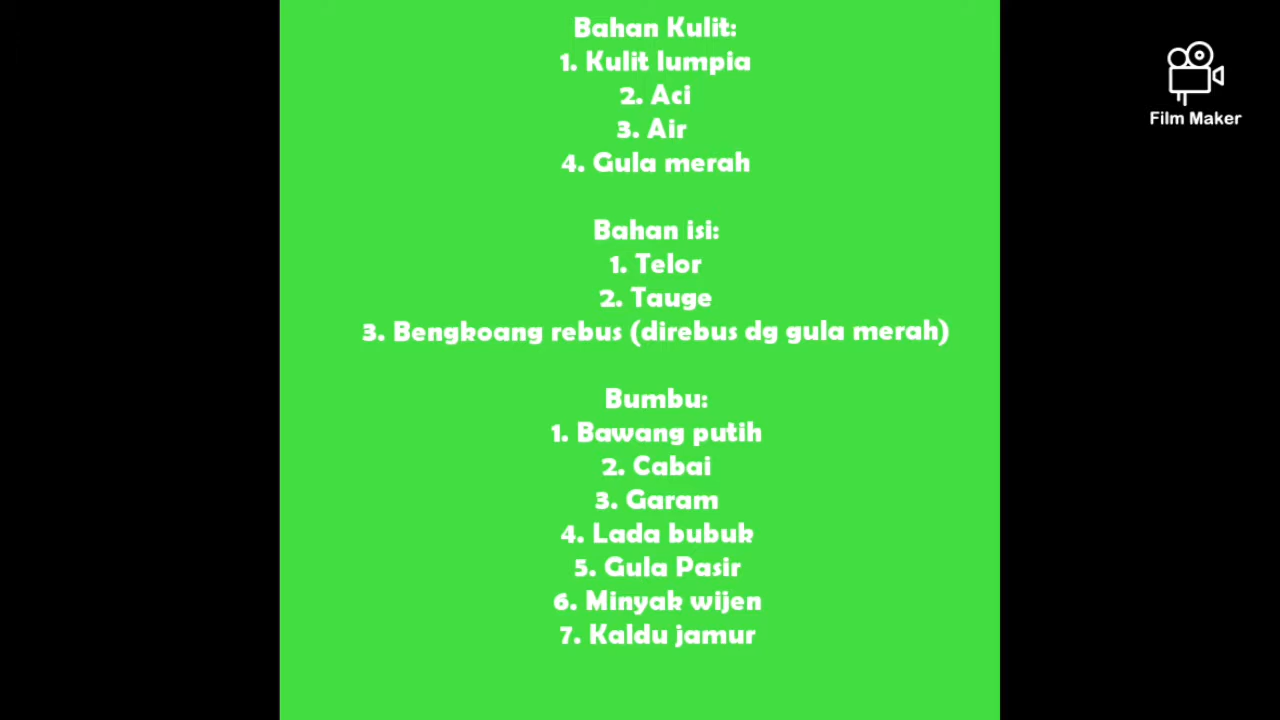 Bahan Kulit:
1. Kulit lumpia
2. Aci
3. Air
4. Gula merah
Bahan isi:
1. Telor
2. Tauge
3. Bengkoang rebus (direbus dg gula merah)
Bumbu:
1. Bawang putih
2. Cabai
3. Garam
4. Lada bubuk
5. Gula Pasir
6. Minyak wijen
7. Kaldu jamur
Film Maker